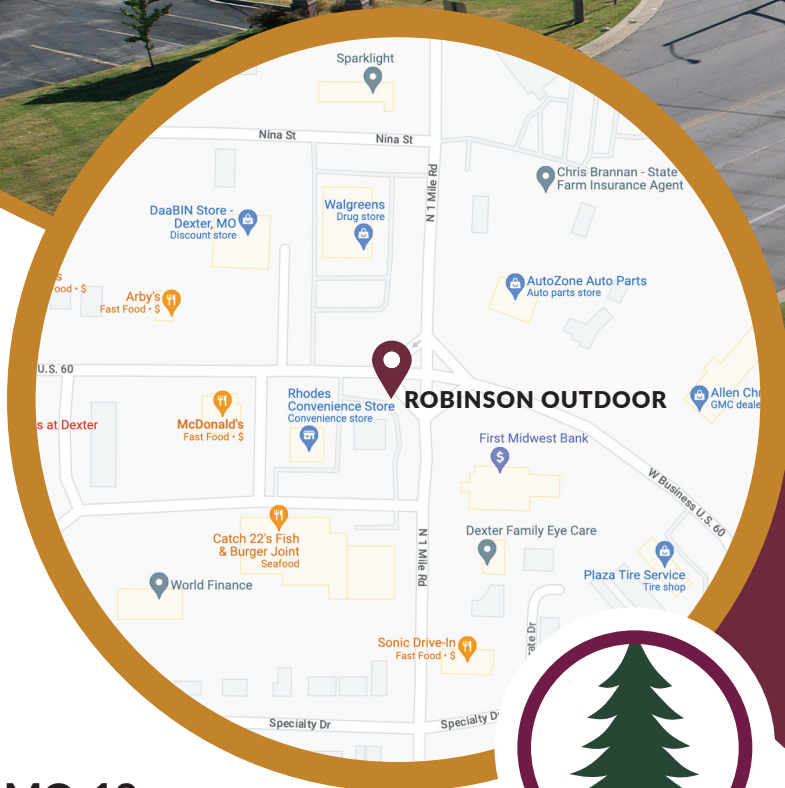 Sparklight
Nina St
Nina St
N 1 Mile Rd
Chris Brannan - State
Farm Insurance Agent
DaaBIN Store -
Dexter, MO
Discount store
Walgreens
Drug store
AutoZone Auto Parts
Auto parts store
Arby's
Fast Food • $
U.S. 60
ROBINSON OUTDOOR
Rhodes
Convenience Store
Convenience store
McDonald's
Fast Food • $
s at Dexter
Allen Chr
GMC deale
First Midwest Bank
W Business U.S. 60
Catch 22's Fish
& Burger Joint
Seafood
N 1 Mile Rd
Dexter Family Eye Care
World Finance
Plaza Tire Service
Tire shop
Sonic Drive-In
Fast Food • $
rate Dr
Specialty Dr
Specialty Dr